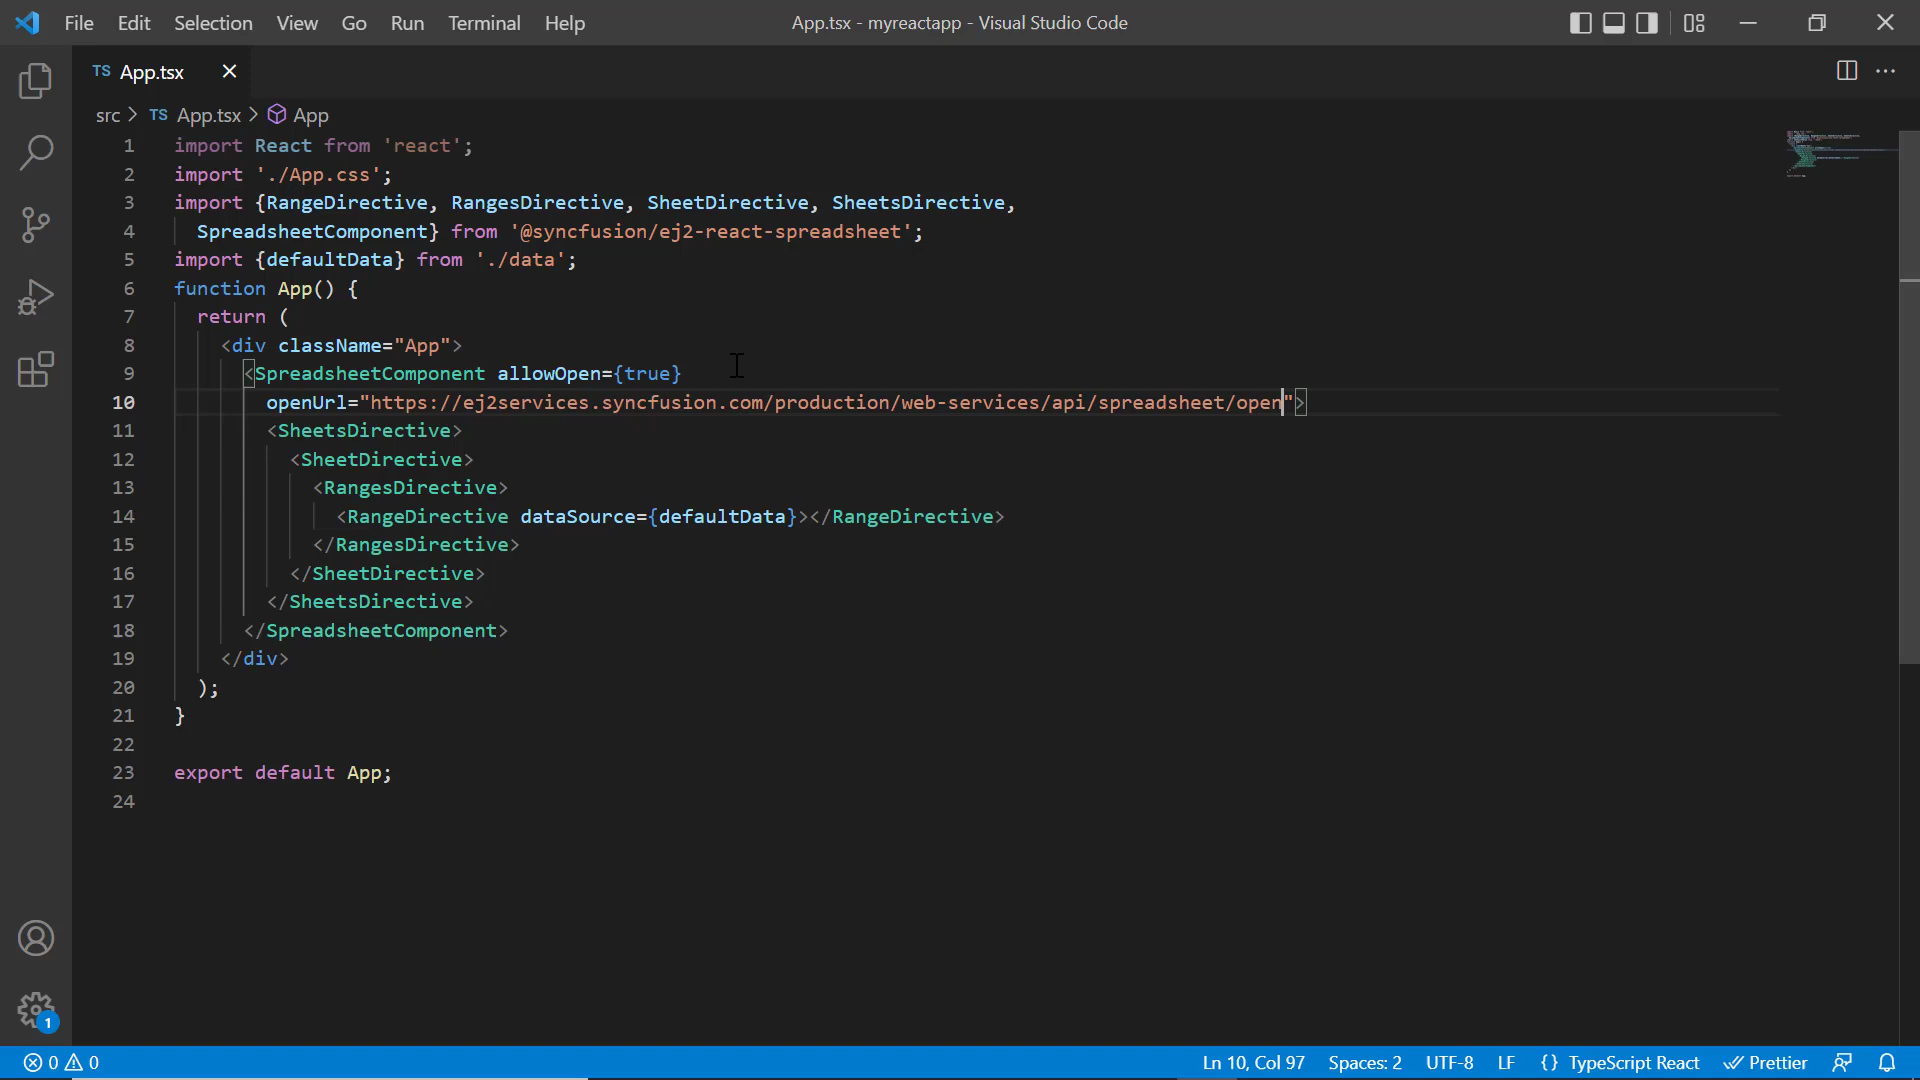 File Edit Selection View Go Run Terminal Help App.tsx - myreactapp - Visual Studio Code
TS App.tsx
src > TS App.tsx > App
1 import React from 'react';
2 import './App.css';
3 import {RangeDirective, RangesDirective, SheetDirective, SheetsDirective,
4 SpreadsheetComponent} from '@syncfusion/ej2-react-spreadsheet';
5 import {defaultData} from './data';
6 function App() {
7 return (
8 <div className="App">
9 <SpreadsheetComponent allowOpen={true}
10 openUrl="https://ej2services.syncfusion.com/production/web-services/api/spreadsheet/open">
11 <SheetsDirective>
12 <SheetDirective>
13 <RangesDirective>
14 <RangeDirective dataSource={defaultData}></RangeDirective>
15 </RangesDirective>
16 </SheetDirective>
17 </SheetsDirective>
18 </SpreadsheetComponent>
19 </div>
20 );
21 }
22
23 export default App;
24
1
0 0 Ln 10, Col 97 Spaces: 2 UTF-8 LF {} TypeScript React Prettier